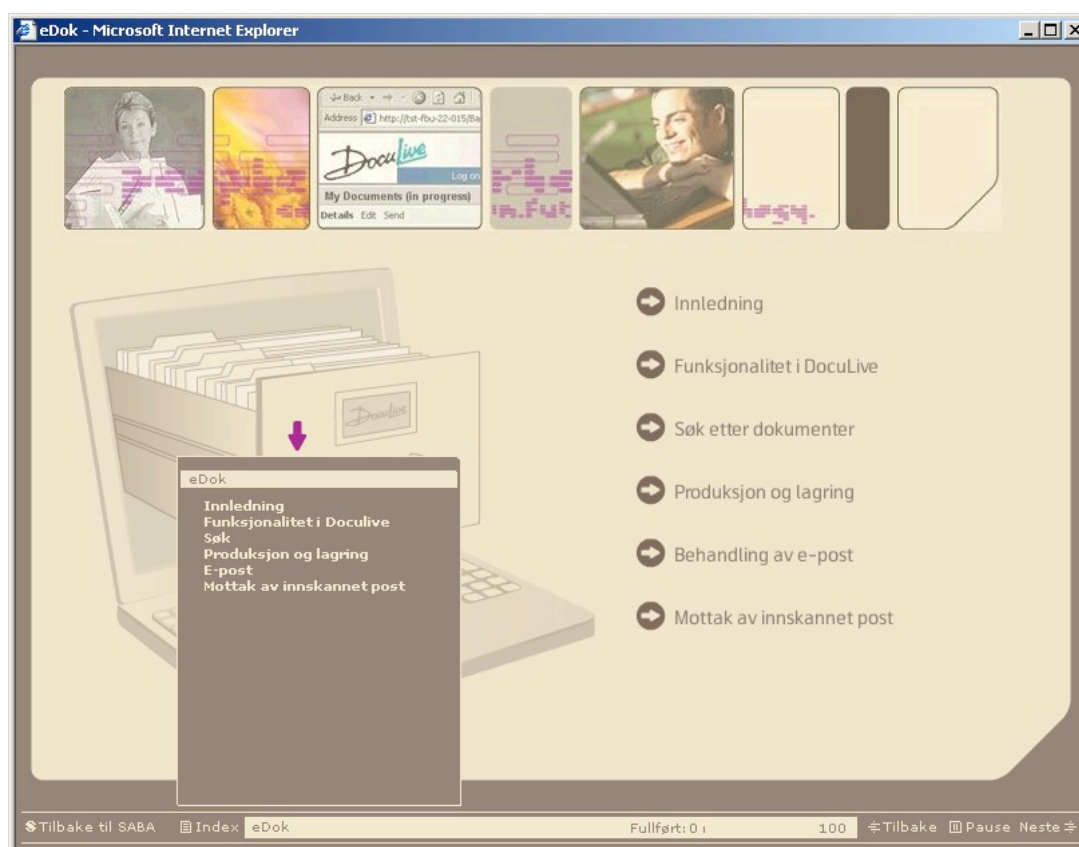 eDok - Microsoft Internet Explorer
Back
Address http://tst-fbu-22-015/Ba
DocuLive
Log on
My Documents (in progress)
Details Edit Send
Innledning
Funksjonalitet i DocuLive
Søk etter dokumenter
Produksjon og lagring
Behandling av e-post
Mottak av innskannet post
DocuLive
eDok
Innledning
Funksjonalitet i Doculive
Søk
Produksjon og lagring
E-post
Mottak av innskannet post
Tilbake til SABA Index eDok Fullført: 0 100 Tilbake Pause Neste